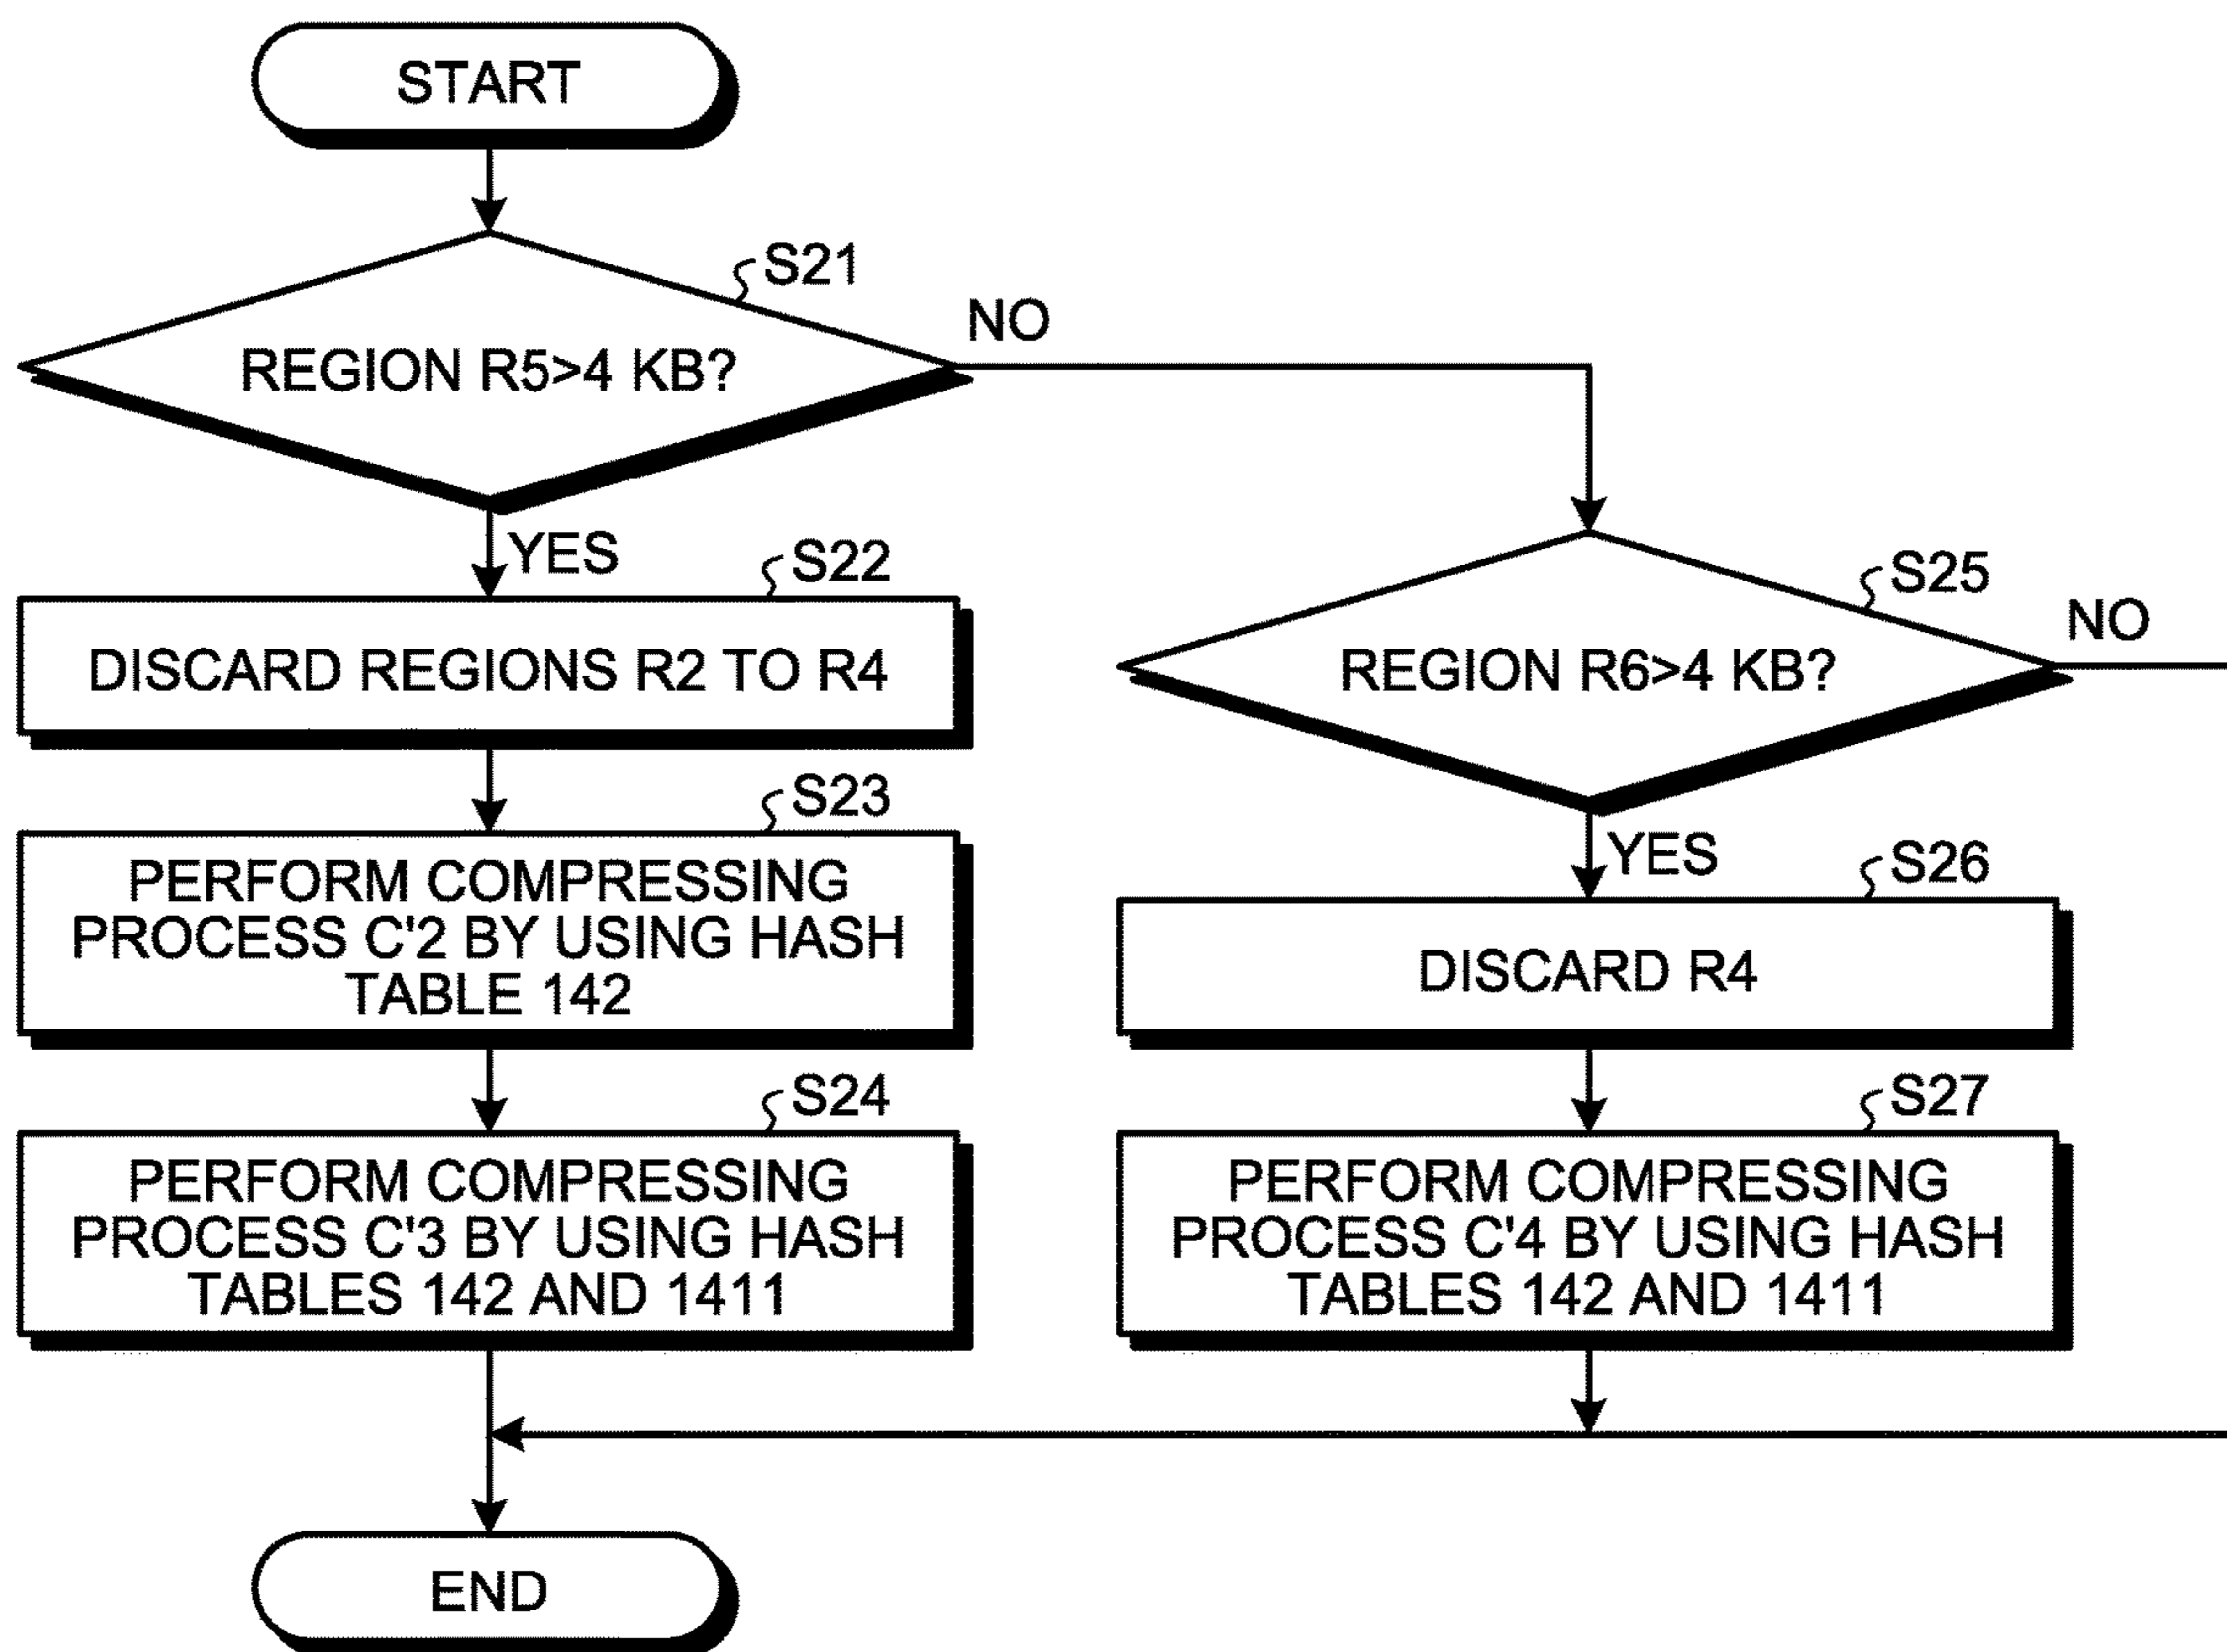 START
S21
REGION R5>4 KB?
NO
YES
S22
DISCARD REGIONS R2 TO R4
S23
PERFORM COMPRESSING
PROCESS C'2 BY USING HASH
TABLE 142
S24
PERFORM COMPRESSING
PROCESS C'3 BY USING HASH
TABLES 142 AND 1411
S25
REGION R6>4 KB?
NO
YES
S26
DISCARD R4
S27
PERFORM COMPRESSING
PROCESS C'4 BY USING HASH
TABLES 142 AND 1411
END